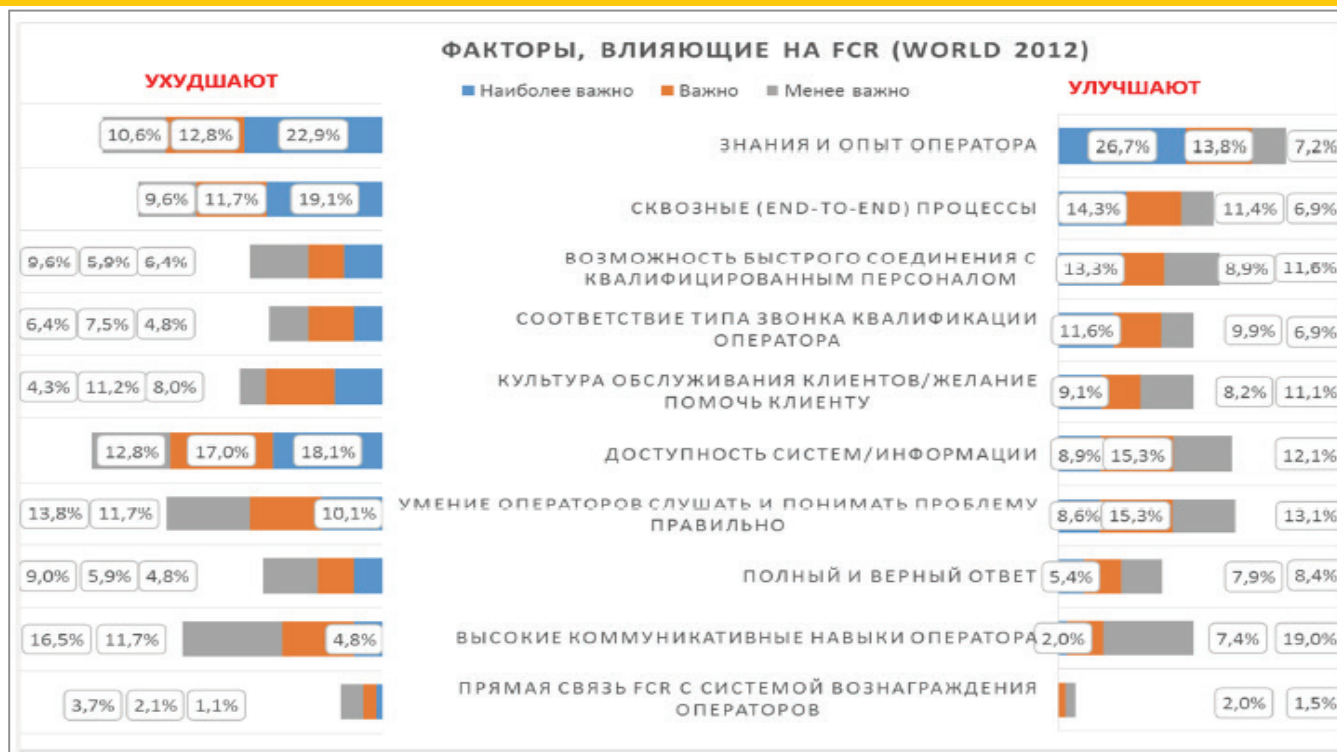 ФАКТОРЫ, ВЛИЯЮЩИЕ НА FCR (WORLD 2012)
УХУДШАЮТ
Наиболее важно Важно Менее важно
УЛУЧШАЮТ
10,6% 12,8% 22,9% ЗНАНИЯ И ОПЫТ ОПЕРАТОРА 26,7% 13,8% 7,2%
9,6% 11,7% 19,1% СКВОЗНЫЕ (END-TO-END) ПРОЦЕССЫ 14,3% 11,4% 6,9%
9,6% 5,9% 6,4% ВОЗМОЖНОСТЬ БЫСТРОГО СОЕДИНЕНИЯ С
КВАЛИФИЦИРОВАННЫМ ПЕРСОНАЛОМ 13,3% 8,9% 11,6%
6,4% 7,5% 4,8% СООТВЕТСТВИЕ ТИПА ЗВОНКА КВАЛИФИКАЦИИ
ОПЕРАТОРА 11,6% 9,9% 6,9%
4,3% 11,2% 8,0% КУЛЬТУРА ОБСЛУЖИВАНИЯ КЛИЕНТОВ/ЖЕЛАНИЕ
ПОМОЧЬ КЛИЕНТУ 9,1% 8,2% 11,1%
12,8% 17,0% 18,1% ДОСТУПНОСТЬ СИСТЕМ/ИНФОРМАЦИИ 8,9% 15,3% 12,1%
13,8% 11,7% 10,1% УМЕНИЕ ОПЕРАТОРОВ СЛУШАТЬ И ПОНИМАТЬ ПРОБЛЕМУ
ПРАВИЛЬНО 8,6% 15,3% 13,1%
9,0% 5,9% 4,8% ПОЛНЫЙ И ВЕРНЫЙ ОТВЕТ 5,4% 7,9% 8,4%
16,5% 11,7% 4,8% ВЫСОКИЕ КОММУНИКАТИВНЫЕ НАВЫКИ ОПЕРАТОРА 2,0% 7,4% 19,0%
3,7% 2,1% 1,1% ПРЯМАЯ СВЯЗЬ FCR С СИСТЕМОЙ ВОЗНАГРАЖДЕНИЯ
ОПЕРАТОРОВ 2,0% 1,5%